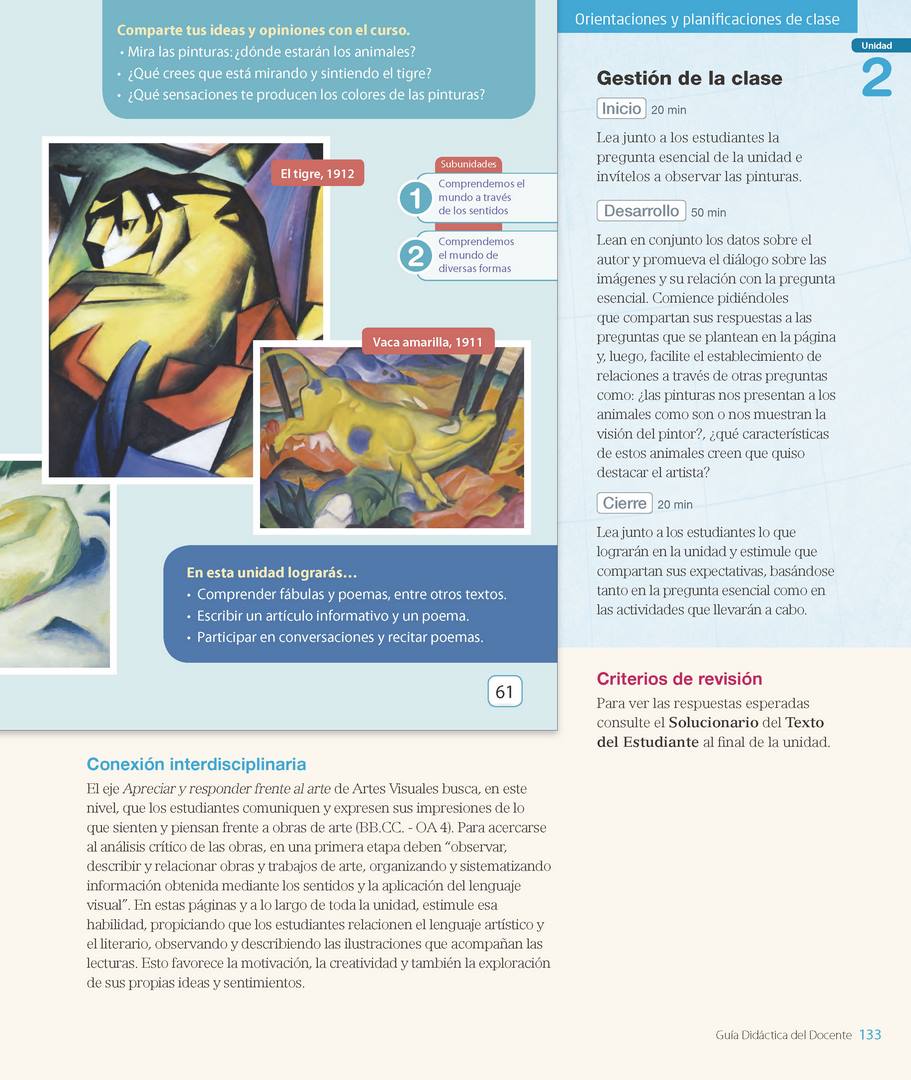 Comparte tus ideas y opiniones con el curso.
• Mira las pinturas: ¿dónde estarán los animales?
• ¿Qué crees que está mirando y sintiendo el tigre?
• ¿Qué sensaciones te producen los colores de las pinturas?
El tigre, 1912
Subunidades
1
Comprendemos el
mundo a través
de los sentidos
2
Comprendemos
el mundo de
diversas formas
Vaca amarilla, 1911
En esta unidad lograrás…
• Comprender fábulas y poemas, entre otros textos.
• Escribir un artículo informativo y un poema.
• Participar en conversaciones y recitar poemas.
61
Orientaciones y planificaciones de clase
Unidad
2
Gestión de la clase
Inicio 20 min
Lea junto a los estudiantes la
pregunta esencial de la unidad e
invítelos a observar las pinturas.
Desarrollo 50 min
Lean en conjunto los datos sobre el
autor y promueva el diálogo sobre las
imágenes y su relación con la pregunta
esencial. Comience pidiéndoles
que compartan sus respuestas a las
preguntas que se plantean en la página
y, luego, facilite el establecimiento de
relaciones a través de otras preguntas
como: ¿las pinturas nos presentan a los
animales como son o nos muestran la
visión del pintor?, ¿qué características
de estos animales creen que quiso
destacar el artista?
Cierre 20 min
Lea junto a los estudiantes lo que
lograrán en la unidad y estimule que
compartan sus expectativas, basándose
tanto en la pregunta esencial como en
las actividades que llevarán a cabo.
Criterios de revisión
Para ver las respuestas esperadas
consulte el Solucionario del Texto
del Estudiante al final de la unidad.
Conexión interdisciplinaria
El eje Apreciar y responder frente al arte de Artes Visuales busca, en este
nivel, que los estudiantes comuniquen y expresen sus impresiones de lo
que sienten y piensan frente a obras de arte (BB.CC. - OA 4). Para acercarse
al análisis crítico de las obras, en una primera etapa deben “observar,
describir y relacionar obras y trabajos de arte, organizando y sistematizando
información obtenida mediante los sentidos y la aplicación del lenguaje
visual”. En estas páginas y a lo largo de toda la unidad, estimule esa
habilidad, propiciando que los estudiantes relacionen el lenguaje artístico y
el literario, observando y describiendo las ilustraciones que acompañan las
lecturas. Esto favorece la motivación, la creatividad y también la exploración
de sus propias ideas y sentimientos.
Guía Didáctica del Docente 133